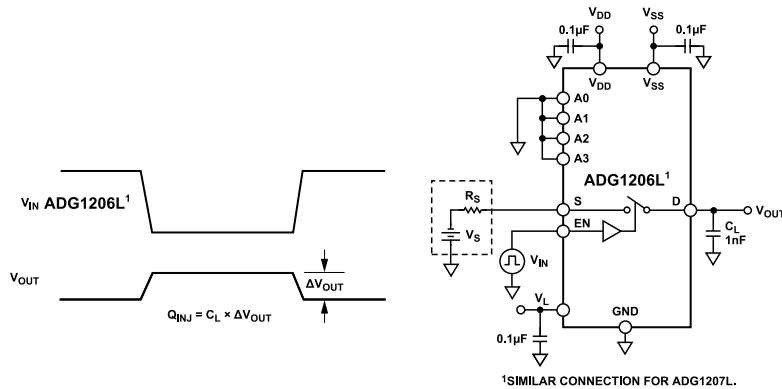 V_IN ADG1206L¹
V_OUT
ΔV_OUT
Q_INJ = C_L × ΔV_OUT
V_DD
V_SS
0.1µF
0.1µF
V_DD
V_SS
A0
A1
A2
A3
ADG1206L¹
R_S
S
D
V_OUT
V_S
EN
C_L
1nF
V_IN
V_L
GND
0.1µF
¹SIMILAR CONNECTION FOR ADG1207L.